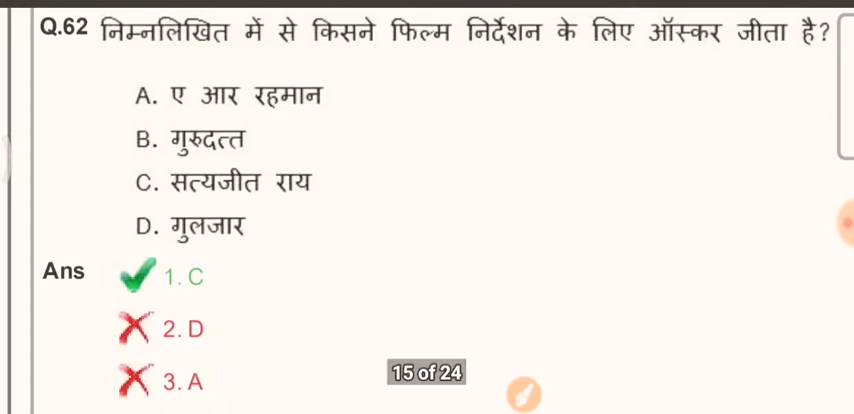 Q.62 निम्नलिखित में से किसने फिल्म निर्देशन के लिए ऑस्कर जीता है?
A. ए आर रहमान
B. गुरुदत्त
C. सत्यजीत राय
D. गुलजार
Ans 1. C
2. D
3. A
15 of 24